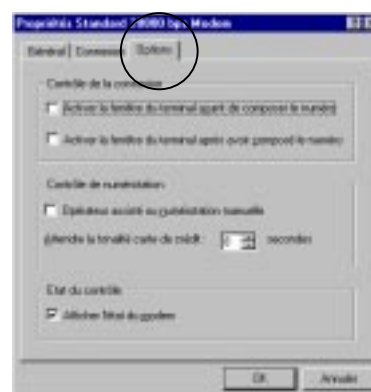 Propriétés Standard 28800 bps Modem
Général Connexion Options
Contrôle de la connexion
Activer la fenêtre du terminal avant de composer le numéro
Activer la fenêtre du terminal après avoir composé le numéro
Contrôle de numérotation
Opérateur assisté ou numérotation manuelle
Attendre la tonalité carte de crédit: secondes
Etat du contrôle
Afficher l'état du modem
OK Annuler